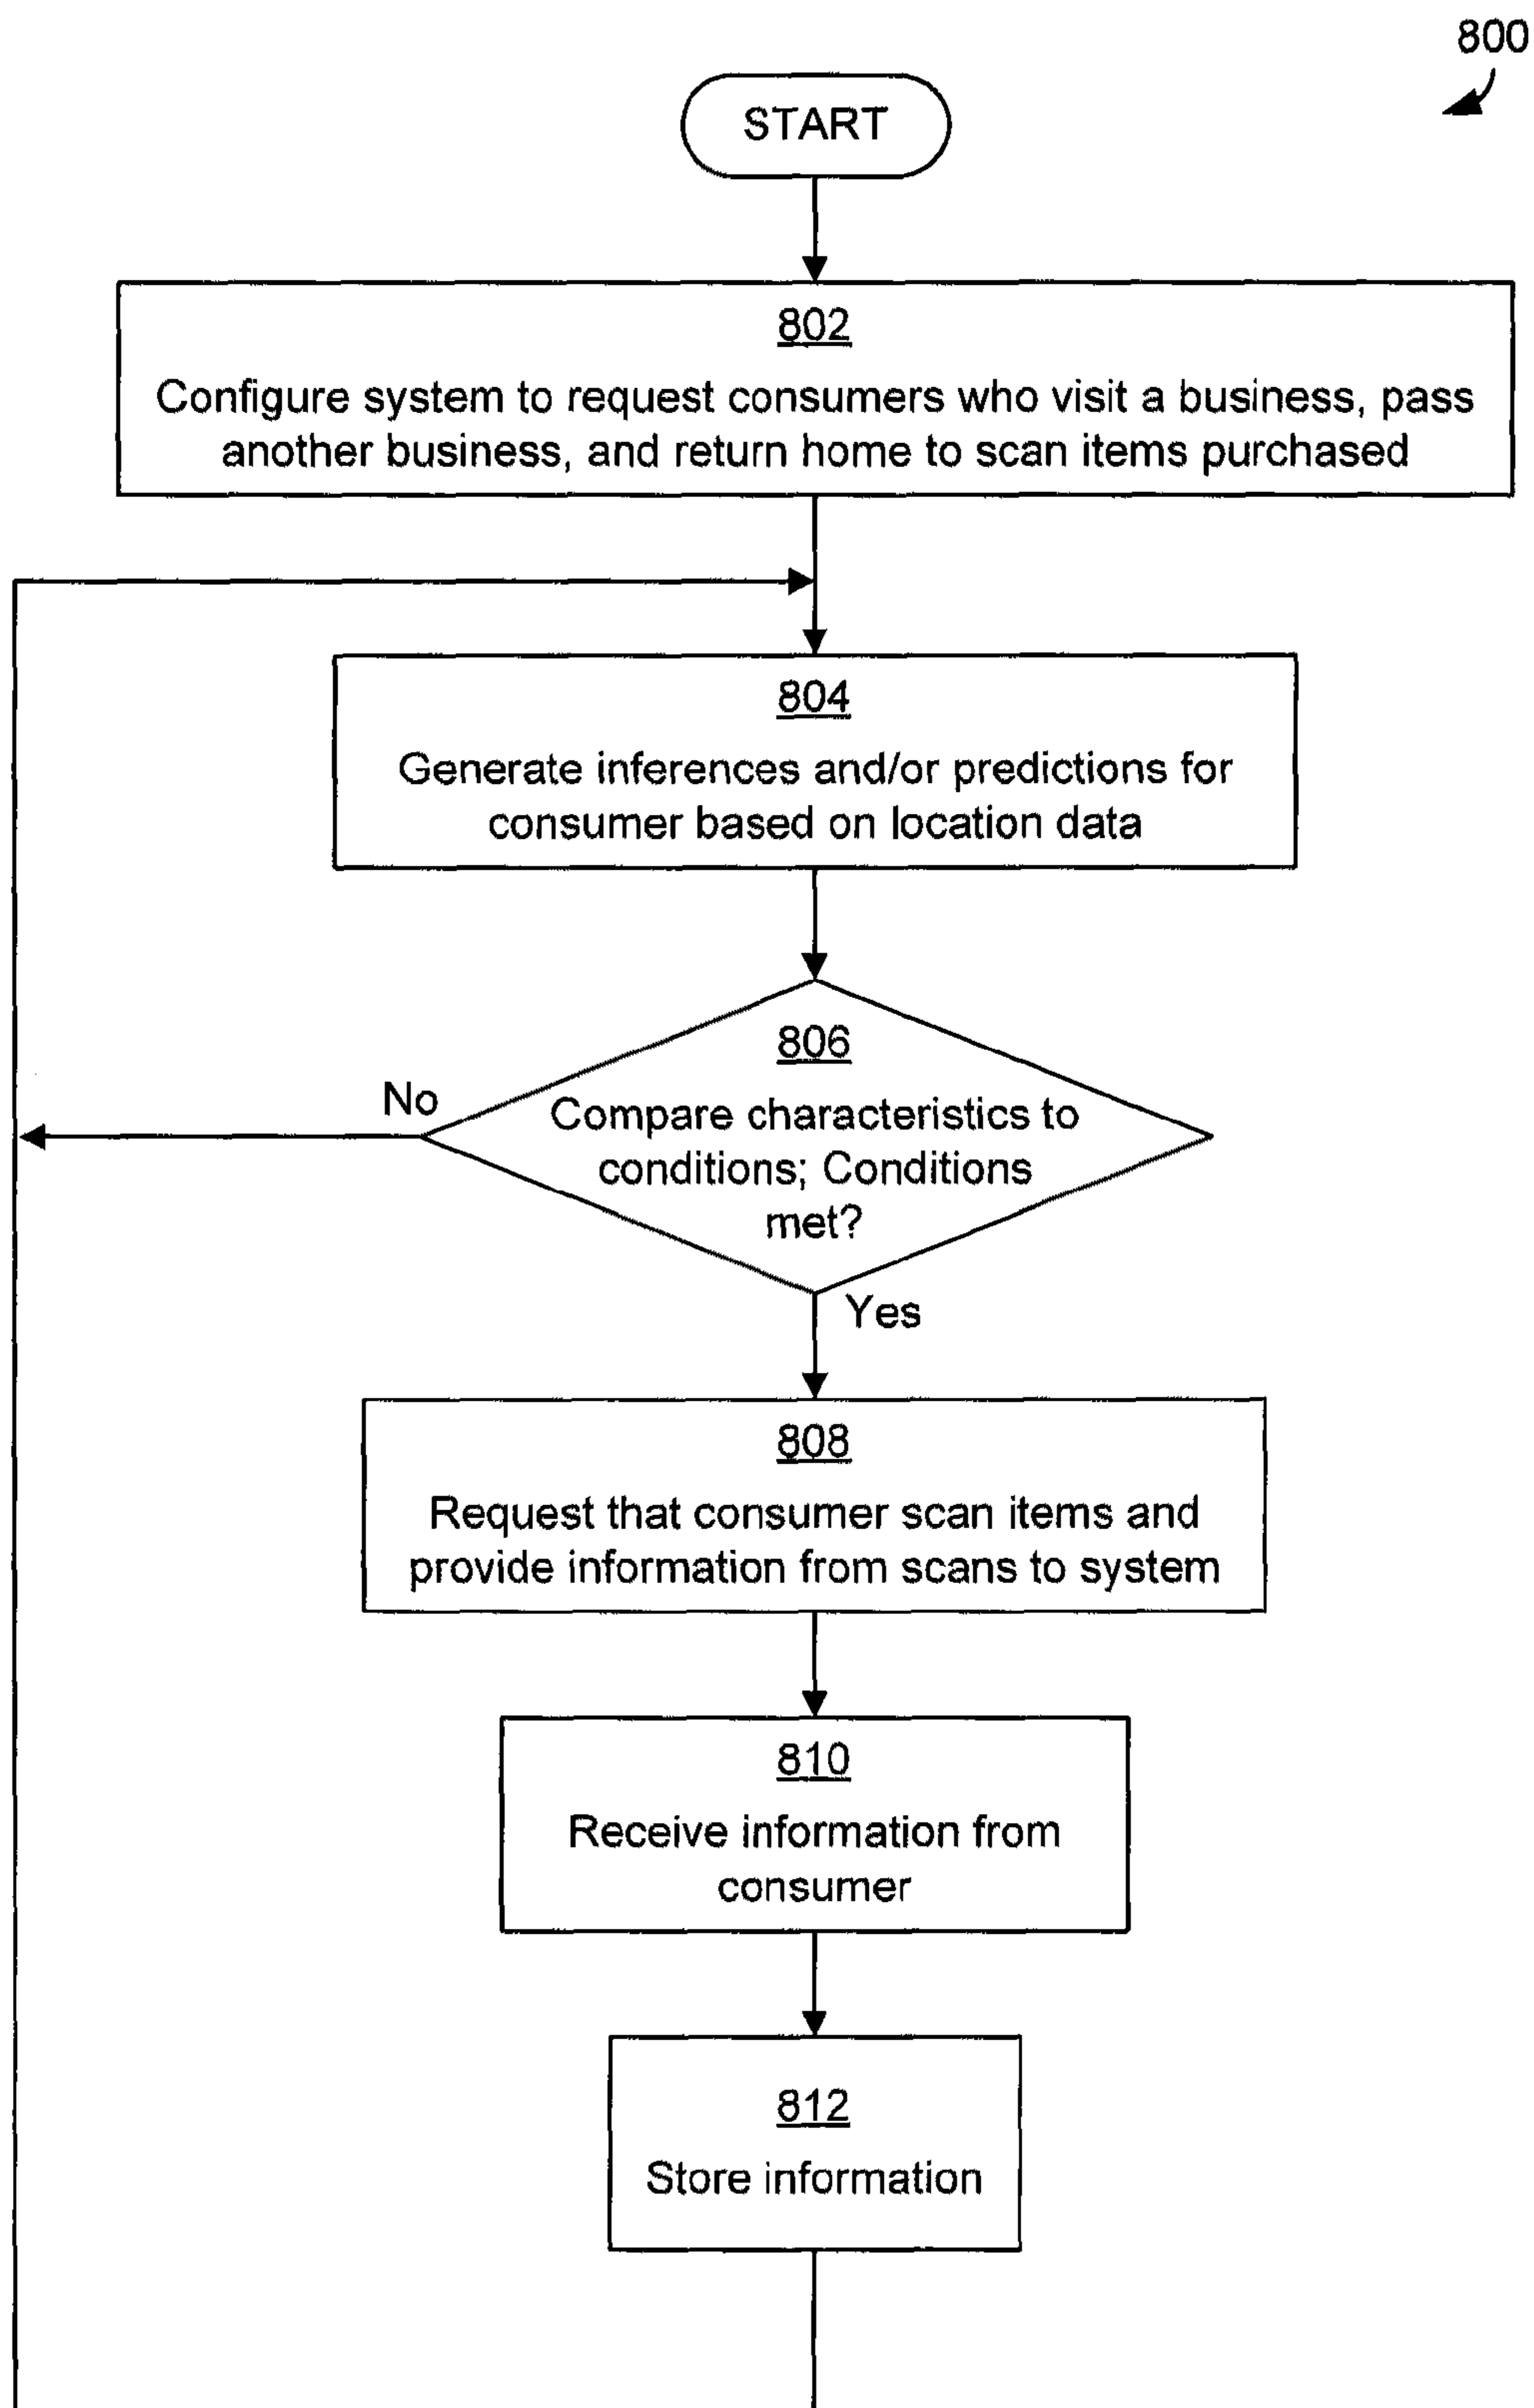 800
START
802
Configure system to request consumers who visit a business, pass
another business, and return home to scan items purchased
804
Generate inferences and/or predictions for
consumer based on location data
806
No
Compare characteristics to
conditions; Conditions
met?
Yes
808
Request that consumer scan items and
provide information from scans to system
810
Receive information from
consumer
812
Store information